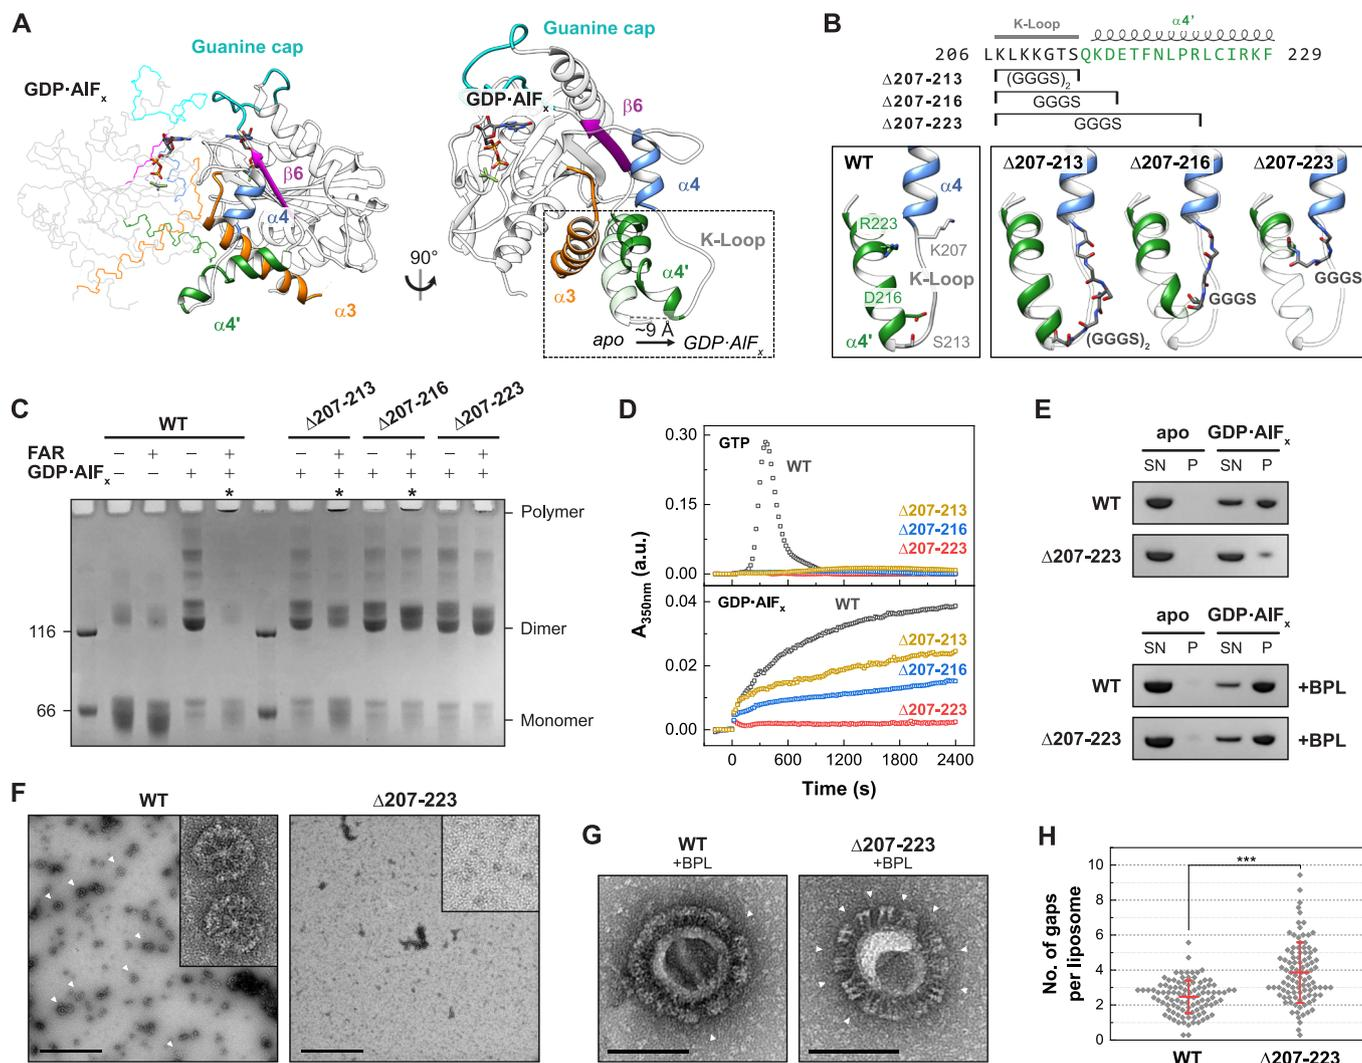 A
Guanine cap
GDP·AlFₓ
β6
α4
α4'
α3
90°
Guanine cap
GDP·AlFₓ
β6
α4
K-Loop
α3
α4'
~9 Å
apo
GDP·AlFₓ
B
K-Loop
α4'
206 LKLKKGTSQKDETFNLPRLCIRKF 229
Δ207-213 (GGGS)₂
Δ207-216 GGGS
Δ207-223 GGGS
WT
α4
R223
K207
K-Loop
D216
α4'
S213
Δ207-213 Δ207-216 Δ207-223
GGGS
GGGS
(GGGS)₂
C
WT
Δ207-213
Δ207-216
Δ207-223
FAR – + – + – + – + – +
GDP·AlFₓ – – + + + + + + + +
* * *
Polymer
116
Dimer
66
Monomer
D
GTP
WT
Δ207-213
Δ207-216
Δ207-223
0.30
0.15
0.00
A350nm (a.u.)
GDP·AlFₓ
WT
Δ207-213
Δ207-216
Δ207-223
0.04
0.02
0.00
0 600 1200 1800 2400
Time (s)
E
apo GDP·AlFₓ
SN P SN P
WT
Δ207-223
apo GDP·AlFₓ
SN P SN P
WT +BPL
Δ207-223 +BPL
F
WT
Δ207-223
G
WT
+BPL
Δ207-223
+BPL
H
***
No. of gaps
per liposome
10
8
6
4
2
0
WT Δ207-223